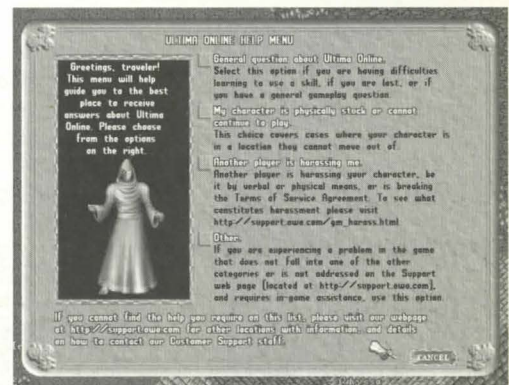 ULTIMA ONLINE HELP MENU
Greetings, traveler!
This menu will help
guide you to the best
place to receive
answers about Ultima
Online. Please choose
from the options
on the right.
General question about Ultima Online.
Select this option if you are having difficulties
learning to use a skill, if you are lost, or if
you have a general gameplay question.
My character is physically stuck or cannot
continue to play.
This choice covers cases where your character is
in a location they cannot move out of.
Another player is harassing me.
Another player is harassing your character, be
it by verbal or physical means, or is breaking
the Terms of Service Agreement. To see what
constitutes harassment please visit
http://support.owo.com/gm_harass.html.
Other.
If you are experiencing a problem in the game
that does not fall into one of the other
categories or is not addressed on the Support
web page (located at http://support.owo.com),
and requires in-game assistance, use this option.
If you cannot find the help you require on this list, please visit our webpage
at http://support.owo.com for other locations with information, and details
on how to contact our Customer Support staff.
CANCEL